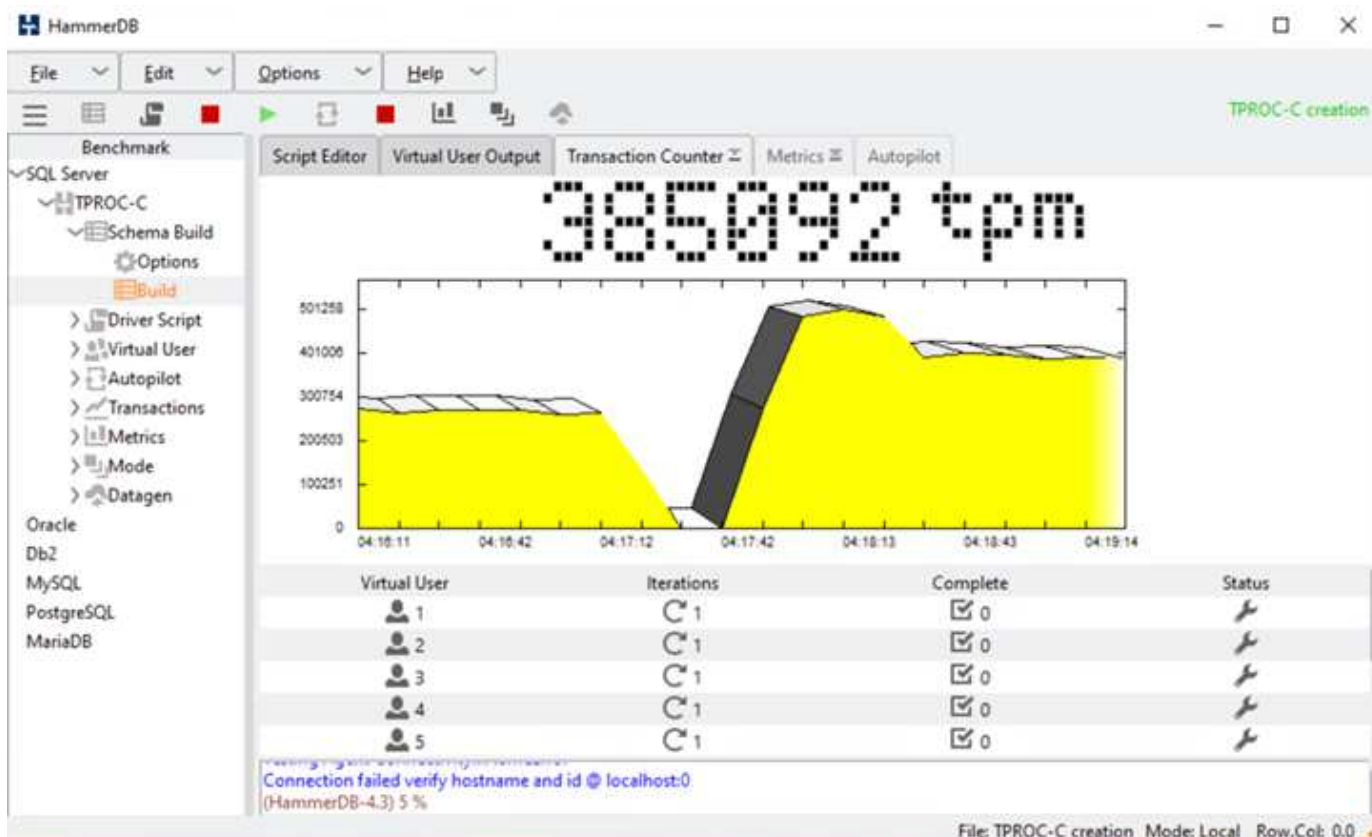 HammerDB
File Edit Options Help
TPROC-C creation
Benchmark
SQL Server
TPROC-C
Schema Build
Options
Build
Driver Script
Virtual User
Autopilot
Transactions
Metrics
Mode
Datagen
Oracle
Db2
MySQL
PostgreSQL
MariaDB
Script Editor Virtual User Output Transaction Counter Metrics Autopilot
385092 tpm
501258
401006
300754
200503
100251
0
04:16:11 04:16:42 04:17:12 04:17:42 04:18:13 04:18:43 04:19:14
Virtual User Iterations Complete Status
1 1 0
2 1 0
3 1 0
4 1 0
5 1 0
Connection failed verify hostname and id @ localhost:0
(HammerDB-4.3) 5 %
File: TPROC-C creation Mode: Local Row,Col: 0.0